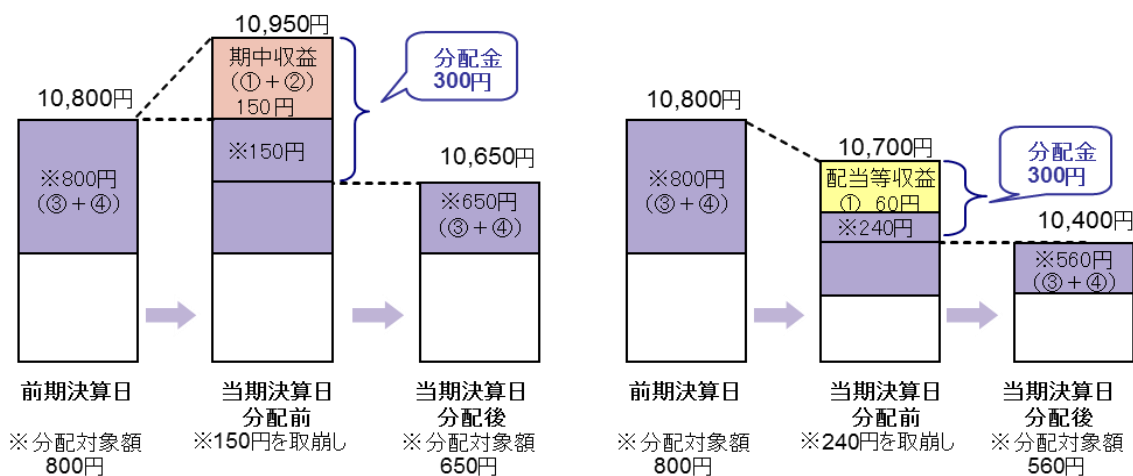 10,950円
期中収益
(①+②)
150円
分配金
300円
10,800円
※800円
(③+④)
※150円
10,650円
※650円
(③+④)
前期決算日
当期決算日
分配前
当期決算日
分配後
※分配対象額
800円
※150円を取崩し
※分配対象額
650円
10,800円
※800円
(③+④)
10,700円
配当等収益
① 60円
※240円
分配金
300円
10,400円
※560円
(③+④)
前期決算日
当期決算日
分配前
当期決算日
分配後
※分配対象額
800円
※240円を取崩し
※分配対象額
560円